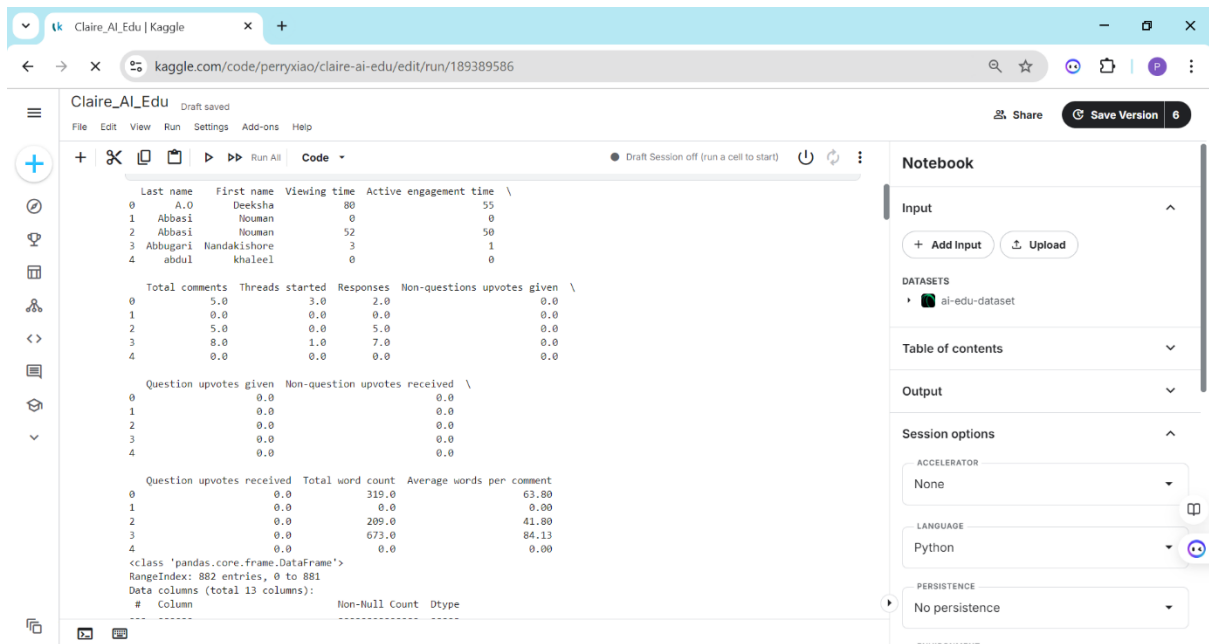 Claire_AI_Edu | Kaggle
kaggle.com/code/perryxiao/claire-ai-edu/edit/run/189389586
P
Claire_AI_Edu Draft saved
File Edit View Run Settings Add-ons Help
Share
Save Version 6
Run All Code
Draft Session off (run a cell to start)
Last name First name Viewing time Active engagement time \
0 A.O Deeksha 80 55
1 Abbasi Nouman 0 0
2 Abbasi Nouman 52 50
3 Abbugari Nandakishore 3 1
4 abdul khaleel 0 0
Total comments Threads started Responses Non-questions upvotes given \
0 5.0 3.0 2.0 0.0
1 0.0 0.0 0.0 0.0
2 5.0 0.0 5.0 0.0
3 8.0 1.0 7.0 0.0
4 0.0 0.0 0.0 0.0
Question upvotes given Non-question upvotes received \
0 0.0 0.0
1 0.0 0.0
2 0.0 0.0
3 0.0 0.0
4 0.0 0.0
Question upvotes received Total word count Average words per comment
0 0.0 319.0 63.80
1 0.0 0.0 0.00
2 0.0 209.0 41.80
3 0.0 673.0 84.13
4 0.0 0.0 0.00
<class 'pandas.core.frame.DataFrame'>
RangeIndex: 882 entries, 0 to 881
Data columns (total 13 columns):
# Column Non-Null Count Dtype
--- ------ -------------- -----
Notebook
Input
+ Add Input
Upload
DATASETS
ai-edu-dataset
Table of contents
Output
Session options
ACCELERATOR
None
LANGUAGE
Python
PERSISTENCE
No persistence